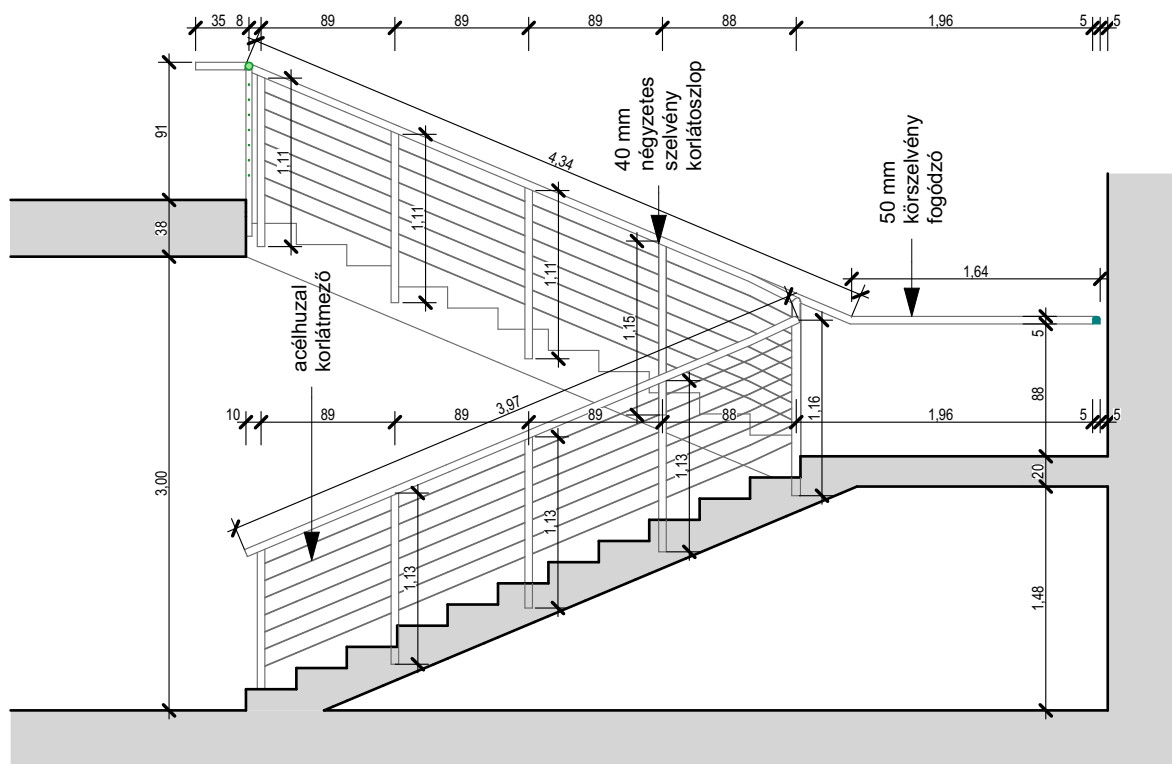 35 8 89 89 89 88 1,96 5 5
91
38
3,00
1,11
1,11
1,11
4,34
1,15
40 mm
négyzetes
szelvény
korlátoszlop
50 mm
körszelvény
fogódzó
1,64
5
88
20
1,48
acélhuzal
korlátmező
10 89 89 89 88 1,96 5 5
3,97
1,16
1,13
1,13
1,13